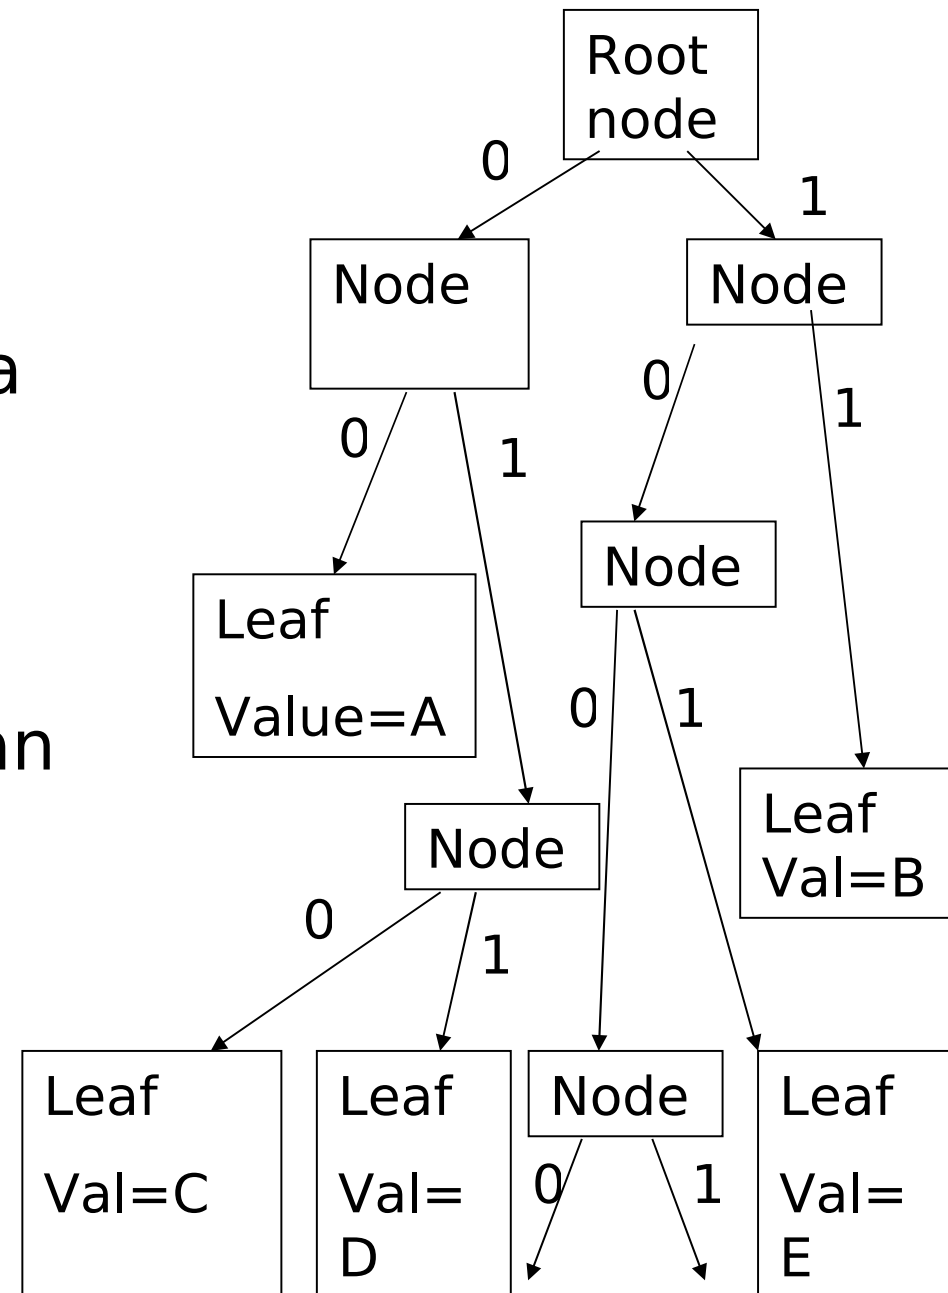 Root
node
0
1
Node
Node
a
0
1
0
1
Node
Leaf
Value=A
0
1
an
Leaf
Val=B
Node
0
1
Leaf
Val=C
Leaf
Val=
D
Node
Leaf
Val=
E
0
1